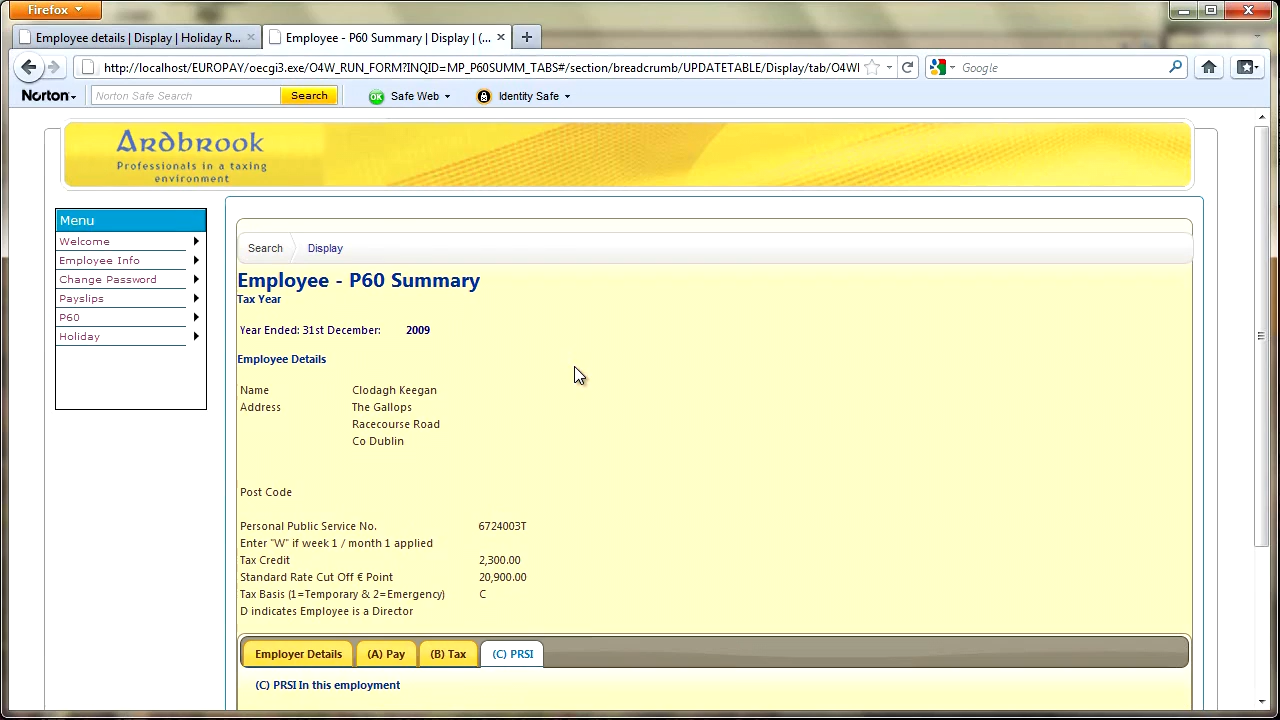 Firefox
Employee details | Display | Holiday R...
Employee - P60 Summary | Display | (...
http://localhost/EUROPAY/oecgi3.exe/O4W_RUN_FORM?INQID=MP_P60SUMM_TABS#/section/breadcrumb/UPDATETABLE/Display/tab/O4WI
Google
Norton
Norton Safe Search
Search
OK
Safe Web
Identity Safe
ARDBROOK
Professionals in a taxing
environment
Menu
Welcome
Employee Info
Change Password
Payslips
P60
Holiday
Search
Display
Employee - P60 Summary
Tax Year
Year Ended: 31st December: 2009
Employee Details
Name Clodagh Keegan
Address The Gallops
Racecourse Road
Co Dublin
Post Code
Personal Public Service No. 6724003T
Enter "W" if week 1 / month 1 applied
Tax Credit 2,300.00
Standard Rate Cut Off € Point 20,900.00
Tax Basis (1=Temporary & 2=Emergency) C
D indicates Employee is a Director
Employer Details
(A) Pay
(B) Tax
(C) PRSI
(C) PRSI In this employment